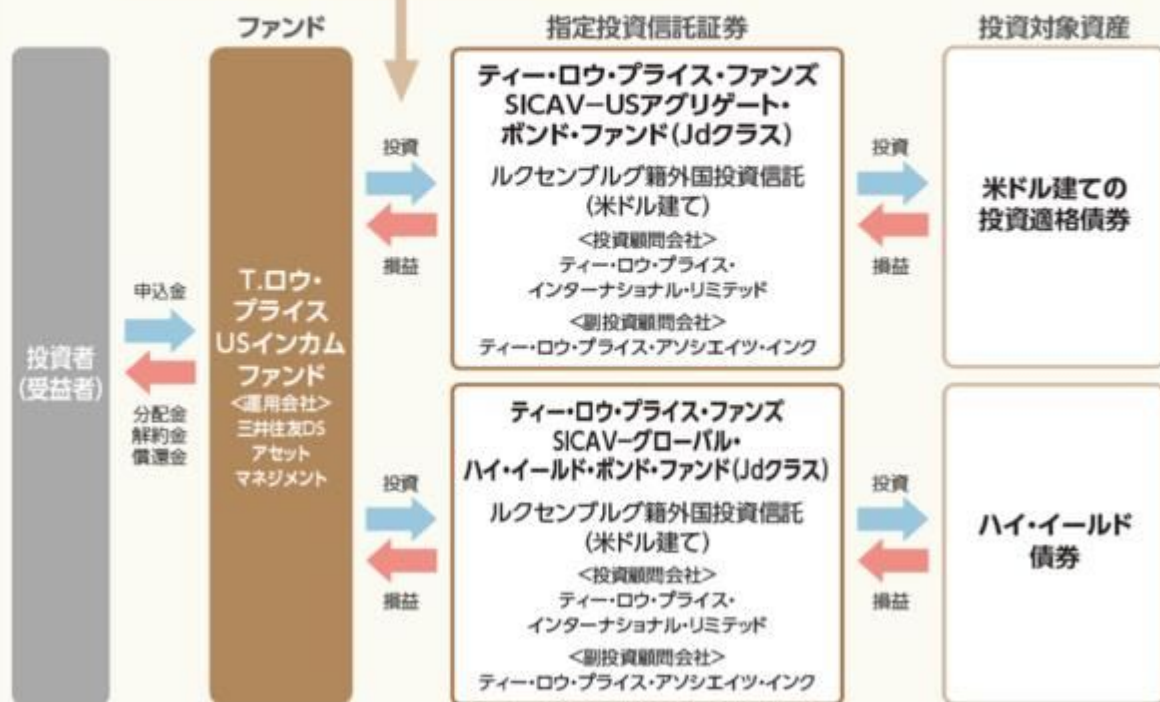 ファンド
指定投資信託証券
投資対象資産
投資者
(受益者)
申込金
分配金
解約金
償還金
T.ロウ・
プライス
USインカム
ファンド
<運用会社>
三井住友DS
アセット
マネジメント
投資
損益
ティー・ロウ・プライス・ファンズ
SICAV−USアグリゲート・
ボンド・ファンド(Jdクラス)
ルクセンブルグ籍外国投資信託
(米ドル建て)
<投資顧問会社>
ティー・ロウ・プライス・
インターナショナル・リミテッド
<副投資顧問会社>
ティー・ロウ・プライス・アソシエイツ・インク
投資
損益
米ドル建ての
投資適格債券
投資
損益
ティー・ロウ・プライス・ファンズ
SICAV−グローバル・
ハイ・イールド・ボンド・ファンド(Jdクラス)
ルクセンブルグ籍外国投資信託
(米ドル建て)
<投資顧問会社>
ティー・ロウ・プライス・
インターナショナル・リミテッド
<副投資顧問会社>
ティー・ロウ・プライス・アソシエイツ・インク
投資
損益
ハイ・イールド
債券